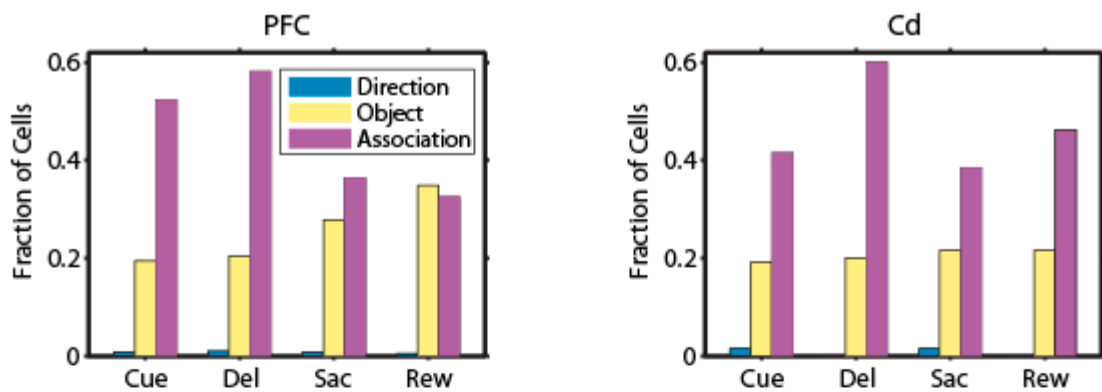 PFC
Fraction of Cells
0.6
0.4
0.2
0
Direction
Object
Association
Cue Del Sac Rew
Cd
Fraction of Cells
0.6
0.4
0.2
0
Cue Del Sac Rew